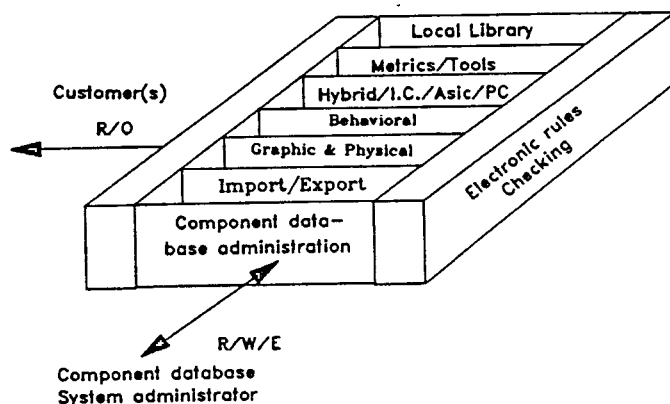 Local Library
Metrics/Tools
Customer(s)
Hybrid/I.C./Asic/PC
R/O
Behavioral
Graphic & Physical
Import/Export
Electronic rules
Checking
Component data-
base administration
R/W/E
Component database
System administrator